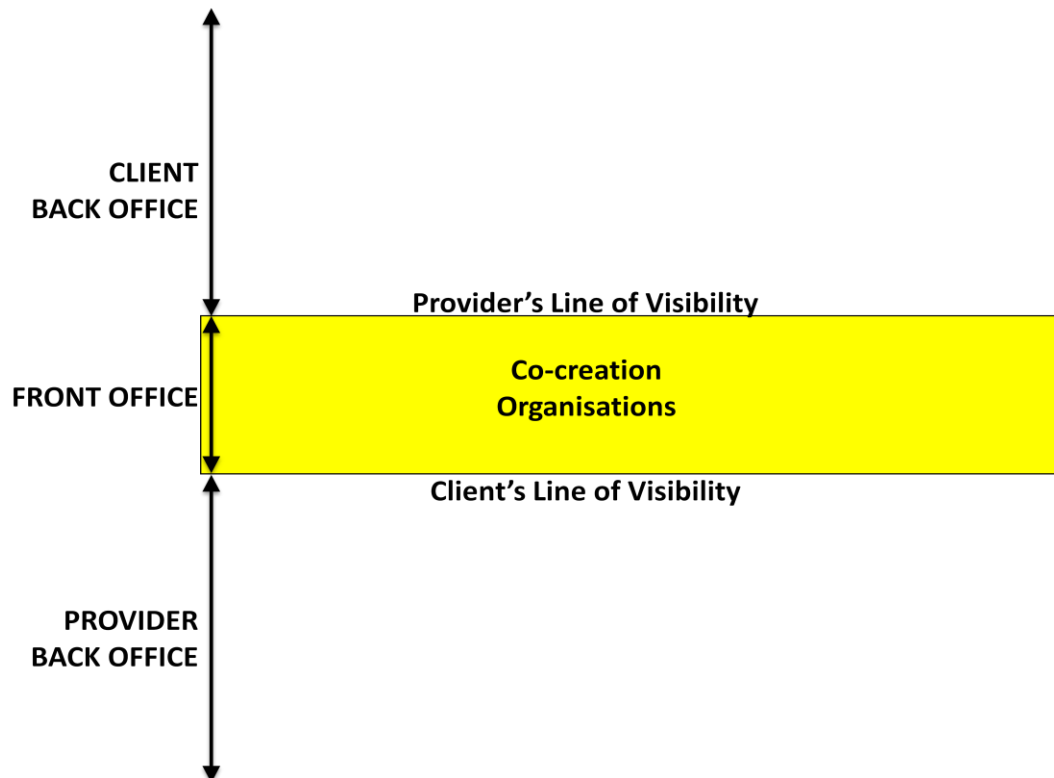 CLIENT
BACK OFFICE
Provider’s Line of Visibility
Co-creation
Organisations
FRONT OFFICE
Client’s Line of Visibility
PROVIDER
BACK OFFICE